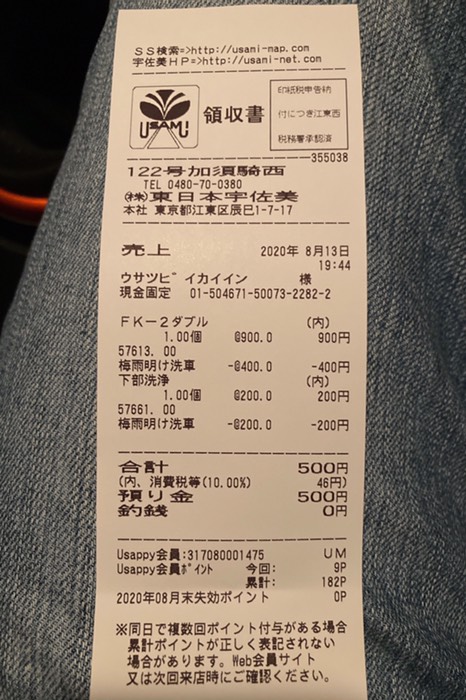 SS検索=>http://usami-map.com
宇佐美HP=>http://usami-net.com
USAMI
領収書
印紙税申告納
付につき江東西
税務署承認済
355038
122号加須騎西
TEL 0480-70-0380
(株)東日本宇佐美
本社 東京都江東区辰巳1-7-17
売上 2020年 8月13日
19:44
ウサツピﾞ イカイイン 様
現金固定 01-504671-50073-2282-2
FK-2ダブル (内)
1.00個 @900.0 900円
57613. 00
梅雨明け洗車 -@400.0 -400円
下部洗浄 (内)
1.00個 @200.0 200円
57661. 00
梅雨明け洗車 -@200.0 -200円
合計 500円
(内、消費税等(10.00%) 46円)
預り金 500円
釣銭 0円
Usappy会員:317080001475 UM
Usappy会員ﾎﾟｲﾝﾄ 今回: 9P
累計: 182P
2020年08月末失効ポイント 0P
※同日で複数回ポイント付与がある場合
累計ポイントが正しく表記されない
場合があります。Web会員サイト
又は次回来店時にご確認ください。